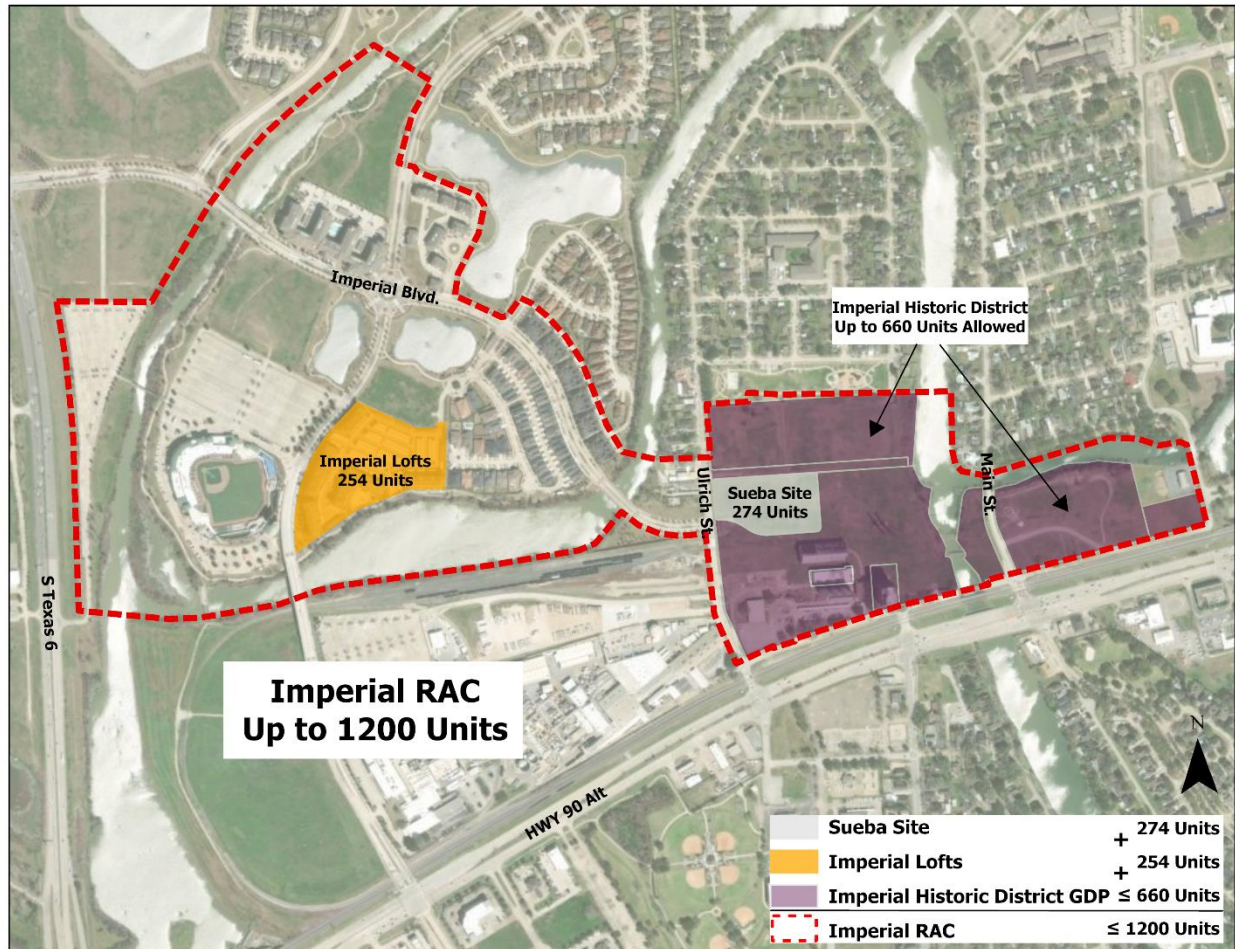 Imperial Blvd.
Imperial Historic District
Up to 660 Units Allowed
Imperial Lofts
254 Units
Ulrich St.
Sueba Site
274 Units
Main St.
S Texas 6
Imperial RAC
Up to 1200 Units
HWY 90 Alt
N
Sueba Site + 274 Units
Imperial Lofts + 254 Units
Imperial Historic District GDP ≤ 660 Units
Imperial RAC ≤ 1200 Units